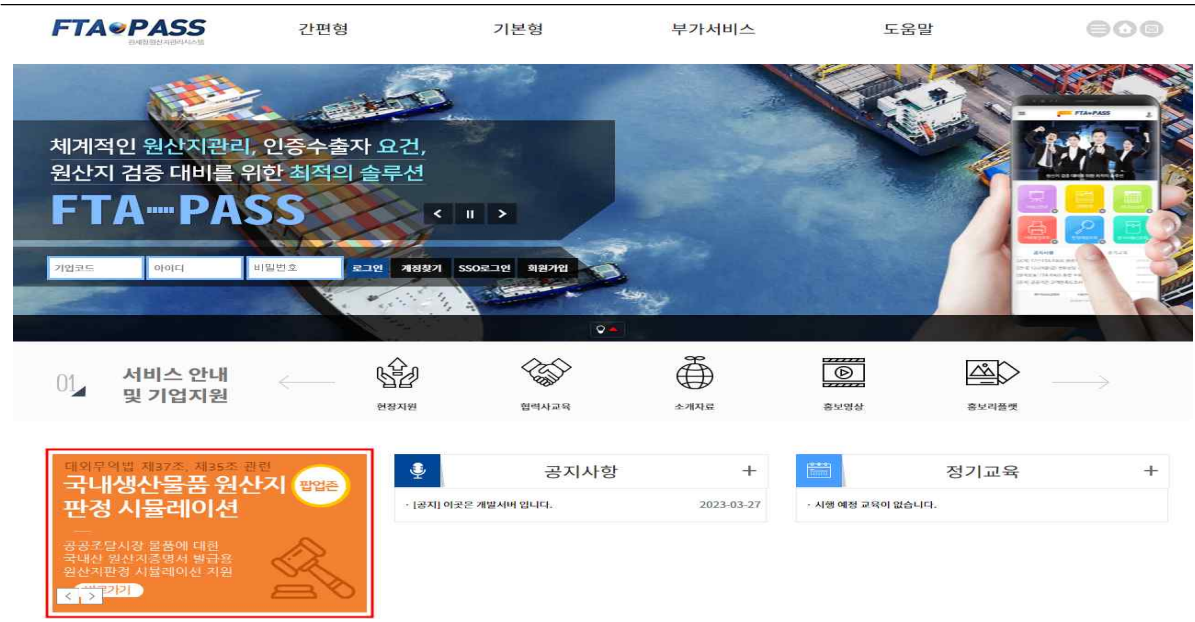 FTA PASS
관세청원산지관리시스템
간편형
기본형
부가서비스
도움말
체계적인 원산지관리, 인증수출자 요건,
원산지 검증 대비를 위한 최적의 솔루션
FTA PASS
기업코드
아이디
비밀번호
로그인
계정찾기
SSO로그인
회원가입
FTA PASS
01
서비스 안내
및 기업지원
현장지원
협력사교육
소개자료
홍보영상
홍보리플렛
대외무역법 제37조, 제35조 관련
국내생산물품 원산지
판정 시뮬레이션
팝업존
공공조달시장 물품에 대한
국내산 원산지증명서 발급용
원산지판정 시뮬레이션 지원
바로가기
< >
공지사항 +
· [공지] 이곳은 개발서버 입니다. 2023-03-27
정기교육 +
· 시행 예정 교육이 없습니다.